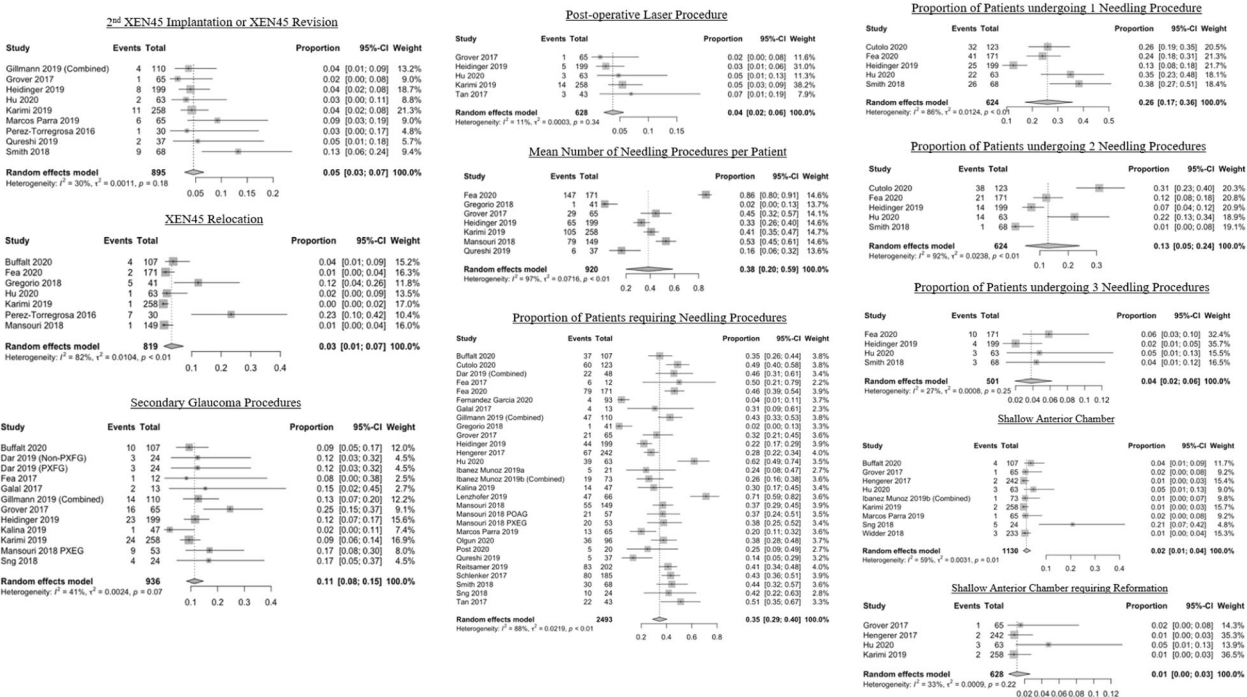 2nd XEN45 Implantation or XEN45 Revision
Study Events Total Proportion 95%-CI Weight
Gillmann 2019 (Combined) 4 110 0.04 [0.01; 0.09] 13.2%
Grover 2017 1 65 0.02 [0.00; 0.08] 9.2%
Heidinger 2019 8 199 0.04 [0.02; 0.08] 18.7%
Hu 2020 2 63 0.03 [0.00; 0.11] 9.0%
Karimi 2019 11 258 0.04 [0.02; 0.08] 21.3%
Marcos Parra 2019 6 65 0.09 [0.03; 0.19] 9.2%
Perez-Torregrosa 2016 1 30 0.03 [0.00; 0.17] 4.8%
Qureshi 2019 2 37 0.05 [0.01; 0.18] 5.7%
Smith 2018 9 68 0.13 [0.06; 0.24] 9.4%
Random effects model 895 0.05 [0.03; 0.07] 100.0%
Heterogeneity: I² = 30%, τ² = 0.0011, p = 0.18
0.05 0.1 0.15 0.2
XEN45 Relocation
Study Events Total Proportion 95%-CI Weight
Buffalt 2020 4 107 0.04 [0.01; 0.09] 15.2%
Fea 2020 2 171 0.01 [0.00; 0.04] 16.3%
Gregorio 2018 5 41 0.12 [0.04; 0.26] 11.6%
Hu 2020 1 63 0.02 [0.00; 0.09] 13.3%
Karimi 2019 1 258 0.00 [0.00; 0.02] 17.0%
Perez-Torregrosa 2016 7 30 0.23 [0.10; 0.42] 10.2%
Mansouri 2018 1 149 0.01 [0.00; 0.04] 16.0%
Random effects model 819 0.03 [0.01; 0.07] 100.0%
Heterogeneity: I² = 82%, τ² = 0.0104, p < 0.01
0.1 0.2 0.3 0.4
Secondary Glaucoma Procedures
Study Events Total Proportion 95%-CI Weight
Buffalt 2020 10 107 0.09 [0.05; 0.17] 12.0%
Dar 2019 (Non-PXFG) 3 24 0.12 [0.03; 0.32] 4.5%
Dar 2019 (PXFG) 3 24 0.12 [0.03; 0.32] 4.5%
Fea 2017 1 12 0.08 [0.00; 0.38] 2.5%
Galal 2017 2 13 0.15 [0.02; 0.45] 2.7%
Gillmann 2019 (Combined) 14 110 0.13 [0.07; 0.20] 12.2%
Grover 2017 16 65 0.25 [0.15; 0.37] 9.0%
Heidinger 2019 23 199 0.12 [0.07; 0.17] 15.6%
Kalina 2019 1 47 0.02 [0.00; 0.11] 7.4%
Karimi 2019 24 258 0.09 [0.06; 0.14] 16.9%
Mansouri 2018 PXEG 9 53 0.17 [0.08; 0.30] 8.0%
Sng 2018 4 24 0.17 [0.05; 0.37] 4.5%
Random effects model 936 0.11 [0.08; 0.15] 100.0%
Heterogeneity: I² = 41%, τ² = 0.0024, p = 0.07
0.1 0.2 0.3 0.4
Post-operative Laser Procedure
Study Events Total Proportion 95%-CI Weight
Grover 2017 1 65 0.02 [0.00; 0.08] 11.6%
Heidinger 2019 5 199 0.03 [0.01; 0.06] 31.0%
Hu 2020 3 63 0.05 [0.01; 0.13] 11.3%
Karimi 2019 14 258 0.05 [0.03; 0.09] 38.2%
Tan 2017 3 43 0.07 [0.01; 0.19] 7.9%
Random effects model 628 0.04 [0.02; 0.06] 100.0%
Heterogeneity: I² = 11%, τ² = 0.0003, p = 0.34
0.05 0.10 0.15
Mean Number of Needling Procedures per Patient
Study Events Total Proportion 95%-CI Weight
Fea 2020 147 171 0.86 [0.80; 0.91] 14.6%
Gregorio 2018 1 41 0.02 [0.00; 0.13] 13.7%
Grover 2017 29 65 0.45 [0.32; 0.57] 14.1%
Heidinger 2019 65 199 0.33 [0.26; 0.40] 14.7%
Karimi 2019 105 258 0.41 [0.35; 0.47] 14.7%
Mansouri 2018 79 149 0.53 [0.45; 0.61] 14.6%
Qureshi 2019 6 37 0.16 [0.06; 0.32] 13.6%
Random effects model 920 0.38 [0.20; 0.59] 100.0%
Heterogeneity: I² = 97%, τ² = 0.0716, p < 0.01
0.2 0.4 0.6 0.8
Proportion of Patients requiring Needling Procedures
Study Events Total Proportion 95%-CI Weight
Buffalt 2020 37 107 0.35 [0.26; 0.44] 3.8%
Cutolo 2020 60 123 0.49 [0.40; 0.58] 3.9%
Dar 2019 (Combined) 22 48 0.46 [0.31; 0.61] 3.4%
Fea 2017 6 12 0.50 [0.21; 0.79] 2.1%
Fea 2020 79 171 0.46 [0.39; 0.54] 4.0%
Fernandez Garcia 2020 4 93 0.04 [0.01; 0.11] 3.7%
Galal 2017 4 13 0.31 [0.09; 0.61] 2.2%
Gillmann 2019 (Combined) 47 110 0.43 [0.33; 0.53] 3.8%
Gregorio 2018 1 41 0.02 [0.00; 0.13] 3.2%
Grover 2017 21 65 0.32 [0.21; 0.45] 3.6%
Heidinger 2019 44 199 0.22 [0.17; 0.29] 4.0%
Hengerer 2017 67 242 0.28 [0.22; 0.34] 4.0%
Hu 2020 39 63 0.62 [0.49; 0.74] 3.6%
Ibanez Munoz 2019a 5 21 0.24 [0.08; 0.47] 2.7%
Ibanez Munoz 2019b (Combined) 19 73 0.26 [0.16; 0.38] 3.6%
Kalina 2019 14 47 0.30 [0.17; 0.45] 3.4%
Lenzhofer 2019 47 66 0.71 [0.59; 0.82] 3.6%
Mansouri 2018 55 149 0.37 [0.29; 0.45] 3.9%
Mansouri 2018 POAG 21 57 0.37 [0.24; 0.51] 3.5%
Mansouri 2018 PXEG 20 53 0.38 [0.25; 0.52] 3.4%
Marcos Parra 2019 13 65 0.20 [0.11; 0.32] 3.6%
Olgun 2020 36 96 0.38 [0.28; 0.48] 3.8%
Post 2020 5 20 0.25 [0.09; 0.49] 2.6%
Qureshi 2019 5 37 0.14 [0.05; 0.29] 3.2%
Reitsamer 2019 83 202 0.41 [0.34; 0.48] 4.0%
Schlenker 2017 80 185 0.43 [0.36; 0.51] 4.0%
Smith 2018 30 68 0.44 [0.32; 0.57] 3.6%
Sng 2018 10 24 0.42 [0.22; 0.63] 2.8%
Tan 2017 22 43 0.51 [0.35; 0.67] 3.3%
Random effects model 2493 0.35 [0.29; 0.40] 100.0%
Heterogeneity: I² = 88%, τ² = 0.0219, p < 0.01
0.2 0.4 0.6 0.8
Proportion of Patients undergoing 1 Needling Procedure
Study Events Total Proportion 95%-CI Weight
Cutolo 2020 32 123 0.26 [0.19; 0.35] 20.5%
Fea 2020 41 171 0.24 [0.18; 0.31] 21.4%
Heidinger 2019 25 199 0.13 [0.08; 0.18] 21.7%
Hu 2020 22 63 0.35 [0.23; 0.48] 18.1%
Smith 2018 26 68 0.38 [0.27; 0.51] 18.4%
Random effects model 624 0.26 [0.17; 0.36] 100.0%
Heterogeneity: I² = 86%, τ² = 0.0124, p < 0.01
0.1 0.2 0.3 0.4 0.5
Proportion of Patients undergoing 2 Needling Procedures
Study Events Total Proportion 95%-CI Weight
Cutolo 2020 38 123 0.31 [0.23; 0.40] 20.3%
Fea 2020 21 171 0.12 [0.08; 0.18] 20.7%
Heidinger 2019 14 199 0.07 [0.04; 0.12] 20.9%
Hu 2020 14 63 0.22 [0.13; 0.34] 18.9%
Smith 2018 1 68 0.01 [0.00; 0.08] 19.1%
Random effects model 624 0.13 [0.05; 0.24] 100.0%
Heterogeneity: I² = 92%, τ² = 0.0238, p < 0.01
0.1 0.2 0.3
Proportion of Patients undergoing 3 Needling Procedures
Study Events Total Proportion 95%-CI Weight
Fea 2020 10 171 0.06 [0.03; 0.10] 32.4%
Heidinger 2019 4 199 0.02 [0.01; 0.05] 35.7%
Hu 2020 3 63 0.05 [0.01; 0.13] 15.5%
Smith 2018 3 68 0.04 [0.01; 0.12] 16.4%
Random effects model 501 0.04 [0.02; 0.06] 100.0%
Heterogeneity: I² = 27%, τ² = 0.0008, p = 0.25
0.02 0.04 0.06 0.08 0.1 0.12
Shallow Anterior Chamber
Study Events Total Proportion 95%-CI Weight
Buffalt 2020 4 107 0.04 [0.01; 0.09] 11.7%
Grover 2017 1 65 0.02 [0.00; 0.08]
Hengerer 2017 2 242 0.01 [0.00; 0.03]
Hu 2020 3 63 0.05 [0.01; 0.13]
Ibanez Munoz 2019b (Combined) 1 73 0.01 [0.00; 0.07]
Karimi 2019 2 258 0.01 [0.00; 0.03]
Marcos Parra 2019 1 65 0.02 [0.00; 0.08]
Sng 2018 5 24 0.21 [0.07; 0.42]
Widder 2018 3 233 0.01 [0.00; 0.04]
Random effects model 1130 0.02 [0.01; 0.04] 100.0%
Heterogeneity: I² = 59%, τ² = 0.0031, p = 0.01
0.1 0.2 0.3 0.4
Shallow Anterior Chamber requiring Reformation
Study Events Total Proportion 95%-CI Weight
Grover 2017 1 65 0.02 [0.00; 0.08] 14.3%
Hengerer 2017 2 242 0.01 [0.00; 0.03] 35.3%
Hu 2020 3 63 0.05 [0.01; 0.13] 14.0%
Karimi 2019 2 258 0.01 [0.00; 0.03] 36.5%
Random effects model 628 0.01 [0.00; 0.03] 100.0%
Heterogeneity: I² = 33%, τ² = 0.0009, p = 0.22
0.02 0.04 0.06 0.08 0.1 0.12